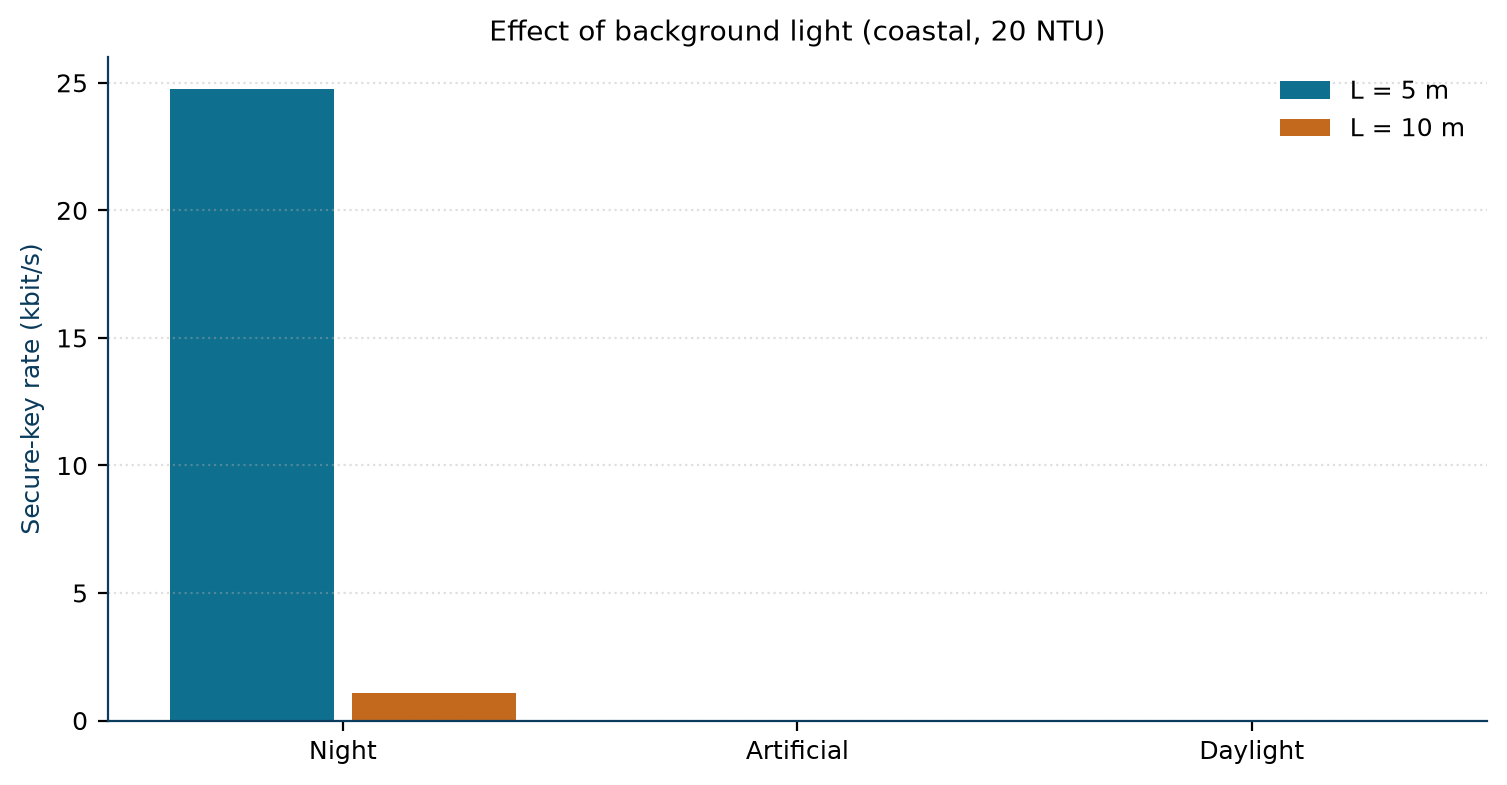 Effect of background light (coastal, 20 NTU)
L = 5 m
L = 10 m
Secure-key rate (kbit/s)
25
20
15
10
5
0
Night
Artificial
Daylight